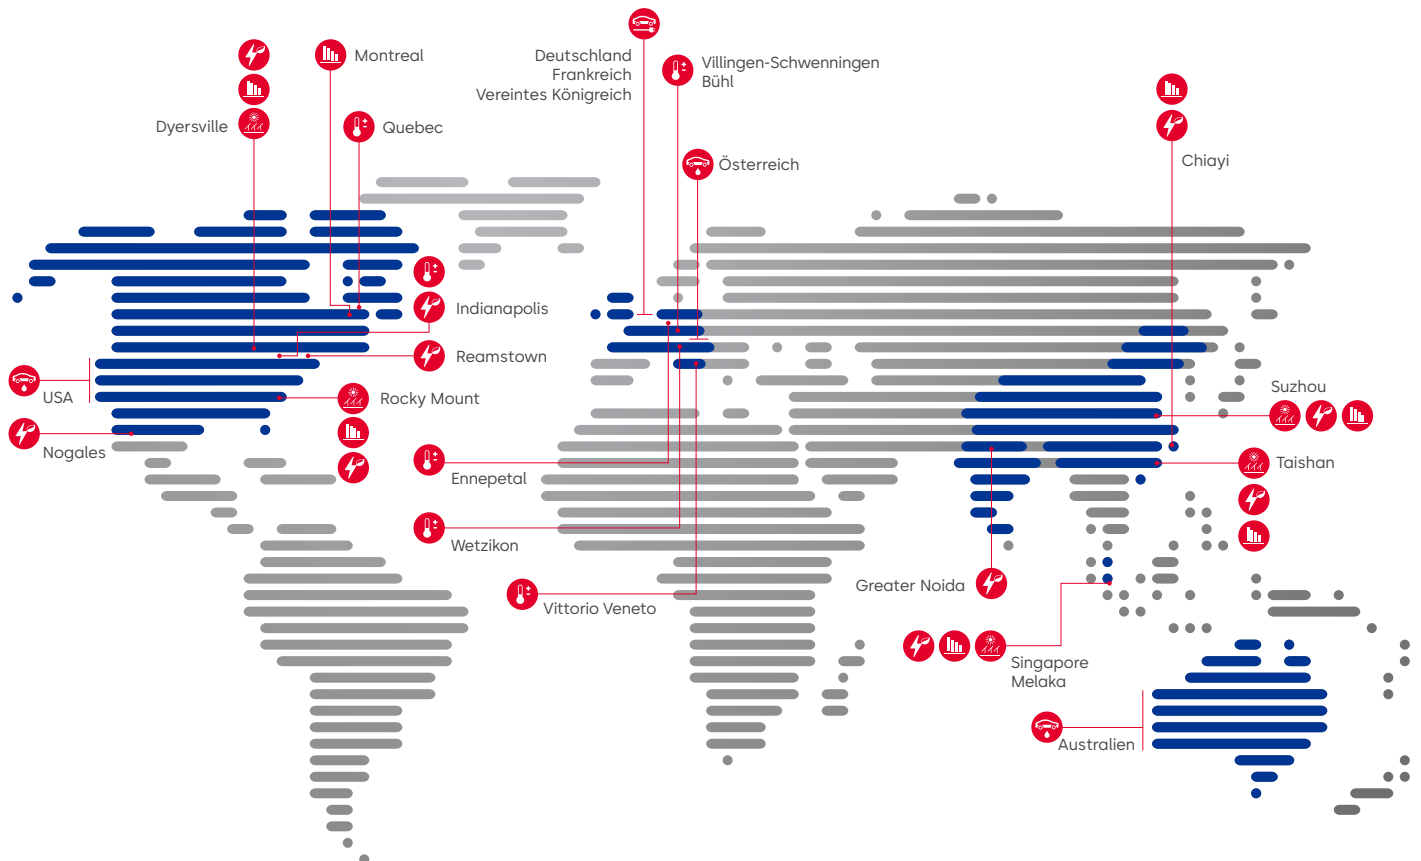 Montreal
Deutschland
Frankreich
Vereintes Königreich
Villingen-Schwenningen
Bühl
Dyersville
Quebec
Österreich
Chiayi
Indianapolis
Reamstown
USA
Rocky Mount
Suzhou
Nogales
Ennepetal
Taishan
Wetzikon
Greater Noida
Vittorio Veneto
Singapore
Melaka
Australien